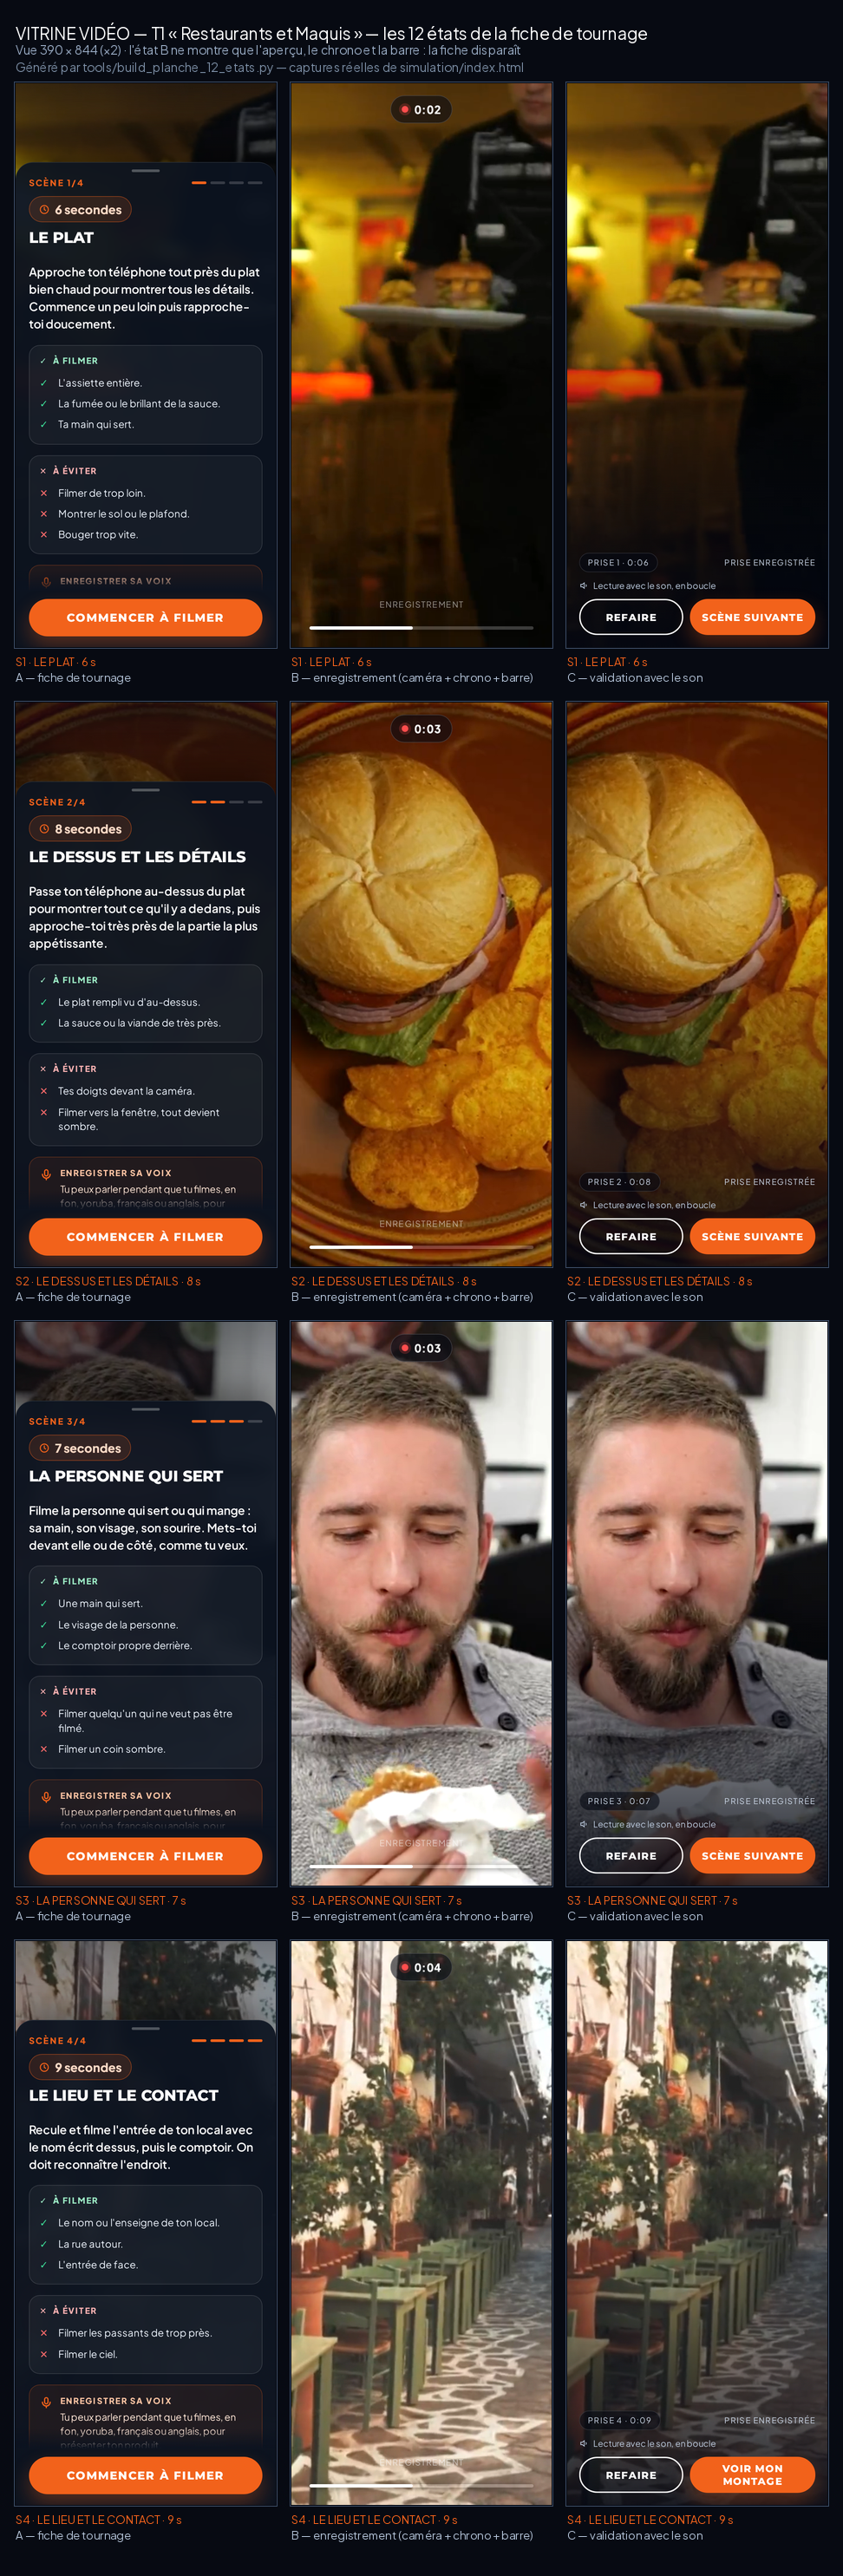 VITRINE VIDÉO — T1 « Restaurants et Maquis » — les 12 états de la fiche de tournage
Vue 390 × 844 (×2) · l'état B ne montre que l'aperçu, le chrono et la barre : la fiche disparaît
Généré par tools/build_planche_12_etats.py — captures réelles de simulation/index.html
SCÈNE 1/4
6 secondes
LE PLAT
Approche ton téléphone tout près du plat
bien chaud pour montrer tous les détails.
Commence un peu loin puis rapproche-
toi doucement.
✓ À FILMER
✓ L'assiette entière.
✓ La fumée ou le brillant de la sauce.
✓ Ta main qui sert.
✕ À ÉVITER
✕ Filmer de trop loin.
✕ Montrer le sol ou le plafond.
✕ Bouger trop vite.
ENREGISTRER SA VOIX
COMMENCER À FILMER
S1 · LE PLAT · 6 s
A — fiche de tournage
0:02
ENREGISTREMENT
S1 · LE PLAT · 6 s
B — enregistrement (caméra + chrono + barre)
PRISE 1 · 0:06
PRISE ENREGISTRÉE
Lecture avec le son, en boucle
REFAIRE
SCÈNE SUIVANTE
S1 · LE PLAT · 6 s
C — validation avec le son
SCÈNE 2/4
8 secondes
LE DESSUS ET LES DÉTAILS
Passe ton téléphone au-dessus du plat
pour montrer tout ce qu'il y a dedans, puis
approche-toi très près de la partie la plus
appétissante.
✓ À FILMER
✓ Le plat rempli vu d'au-dessus.
✓ La sauce ou la viande de très près.
✕ À ÉVITER
✕ Tes doigts devant la caméra.
✕ Filmer vers la fenêtre, tout devient
sombre.
ENREGISTRER SA VOIX
Tu peux parler pendant que tu filmes, en
fon, yoruba, français ou anglais, pour
COMMENCER À FILMER
S2 · LE DESSUS ET LES DÉTAILS · 8 s
A — fiche de tournage
0:03
ENREGISTREMENT
S2 · LE DESSUS ET LES DÉTAILS · 8 s
B — enregistrement (caméra + chrono + barre)
PRISE 2 · 0:08
PRISE ENREGISTRÉE
Lecture avec le son, en boucle
REFAIRE
SCÈNE SUIVANTE
S2 · LE DESSUS ET LES DÉTAILS · 8 s
C — validation avec le son
SCÈNE 3/4
7 secondes
LA PERSONNE QUI SERT
Filme la personne qui sert ou qui mange :
sa main, son visage, son sourire. Mets-toi
devant elle ou de côté, comme tu veux.
✓ À FILMER
✓ Une main qui sert.
✓ Le visage de la personne.
✓ Le comptoir propre derrière.
✕ À ÉVITER
✕ Filmer quelqu'un qui ne veut pas être
filmé.
✕ Filmer un coin sombre.
ENREGISTRER SA VOIX
Tu peux parler pendant que tu filmes, en
fon, yoruba, français ou anglais, pour
COMMENCER À FILMER
S3 · LA PERSONNE QUI SERT · 7 s
A — fiche de tournage
0:03
ENREGISTREMENT
S3 · LA PERSONNE QUI SERT · 7 s
B — enregistrement (caméra + chrono + barre)
PRISE 3 · 0:07
PRISE ENREGISTRÉE
Lecture avec le son, en boucle
REFAIRE
SCÈNE SUIVANTE
S3 · LA PERSONNE QUI SERT · 7 s
C — validation avec le son
SCÈNE 4/4
9 secondes
LE LIEU ET LE CONTACT
Recule et filme l'entrée de ton local avec
le nom écrit dessus, puis le comptoir. On
doit reconnaître l'endroit.
✓ À FILMER
✓ Le nom ou l'enseigne de ton local.
✓ La rue autour.
✓ L'entrée de face.
✕ À ÉVITER
✕ Filmer les passants de trop près.
✕ Filmer le ciel.
ENREGISTRER SA VOIX
Tu peux parler pendant que tu filmes, en
fon, yoruba, français ou anglais, pour
présenter ton produit
COMMENCER À FILMER
S4 · LE LIEU ET LE CONTACT · 9 s
A — fiche de tournage
0:04
ENREGISTREMENT
S4 · LE LIEU ET LE CONTACT · 9 s
B — enregistrement (caméra + chrono + barre)
PRISE 4 · 0:09
PRISE ENREGISTRÉE
Lecture avec le son, en boucle
REFAIRE
VOIR MON
MONTAGE
S4 · LE LIEU ET LE CONTACT · 9 s
C — validation avec le son